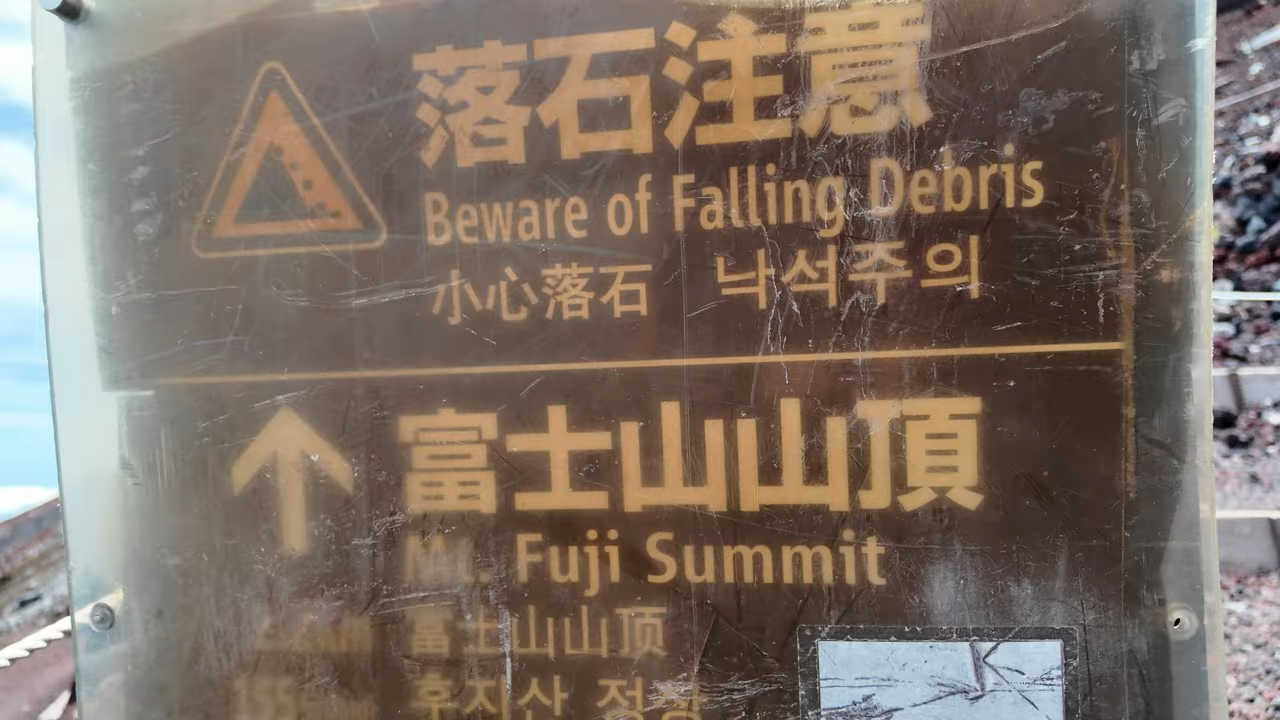 落石注意
Beware of Falling Debris
小心落石 낙석주의
富士山山頂
Mt. Fuji Summit
富士山山顶
후지산 정상